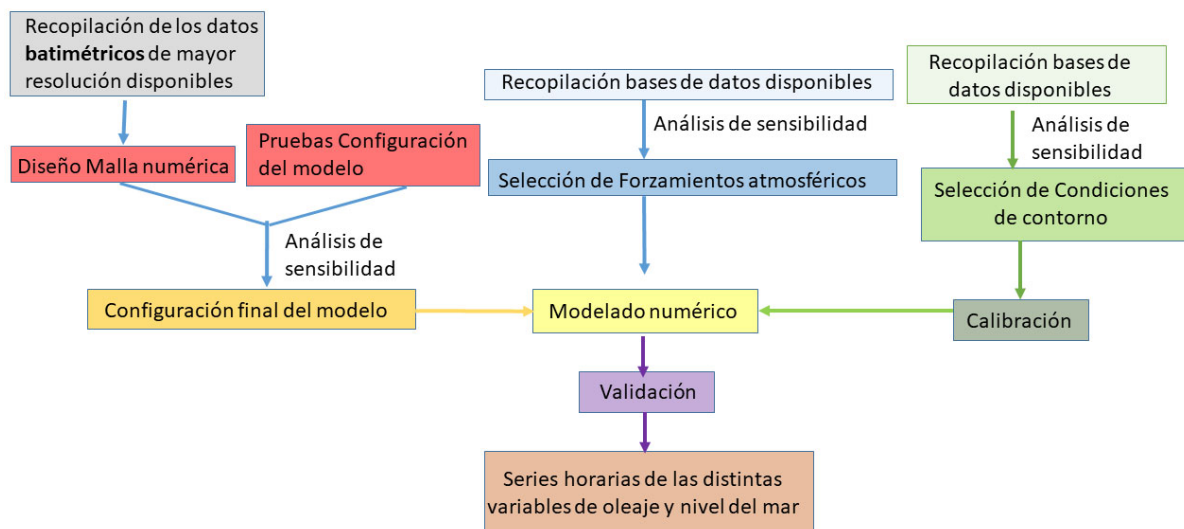 Recopilación de los datos
batimétricos de mayor
resolución disponibles
Recopilación bases de datos disponibles
Recopilación bases de
datos disponibles
Análisis de sensibilidad
Análisis de
sensibilidad
Diseño Malla numérica
Pruebas Configuración
del modelo
Selección de Forzamientos atmosféricos
Selección de Condiciones
de contorno
Análisis de
sensibilidad
Configuración final del modelo
Modelado numérico
Calibración
Validación
Series horarias de las distintas
variables de oleaje y nivel del mar